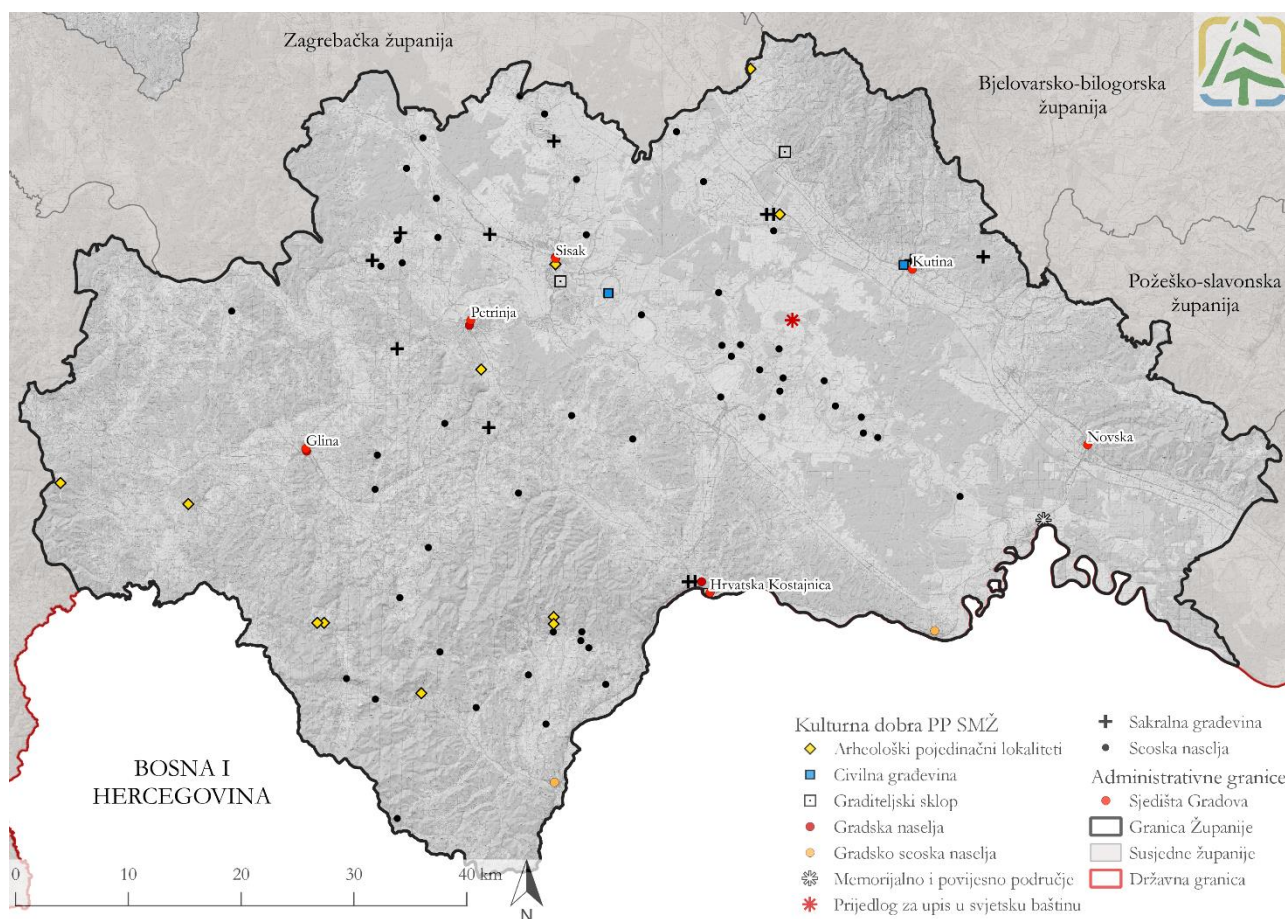 Zagrebačka županija
Bjelovarsko-bilogorska
županija
Požeško-slavonska
županija
Sisak
Kutina
Petrinja
Glina
Novska
Hrvatska Kostajnica
BOSNA I
HERCEGOVINA
Kulturna dobra PP SMŽ
Arheološki pojedinačni lokaliteti
Civilna građevina
Graditeljski sklop
Gradska naselja
Gradsko seoska naselja
Memorijalno i povijesno područje
Prijedlog za upis u svjetsku baštinu
Sakralna građevina
Seoska naselja
Administrativne granice
Sjedišta Gradova
Granica Županije
Susjedne županije
Državna granica
0 10 20 30 40 km
N